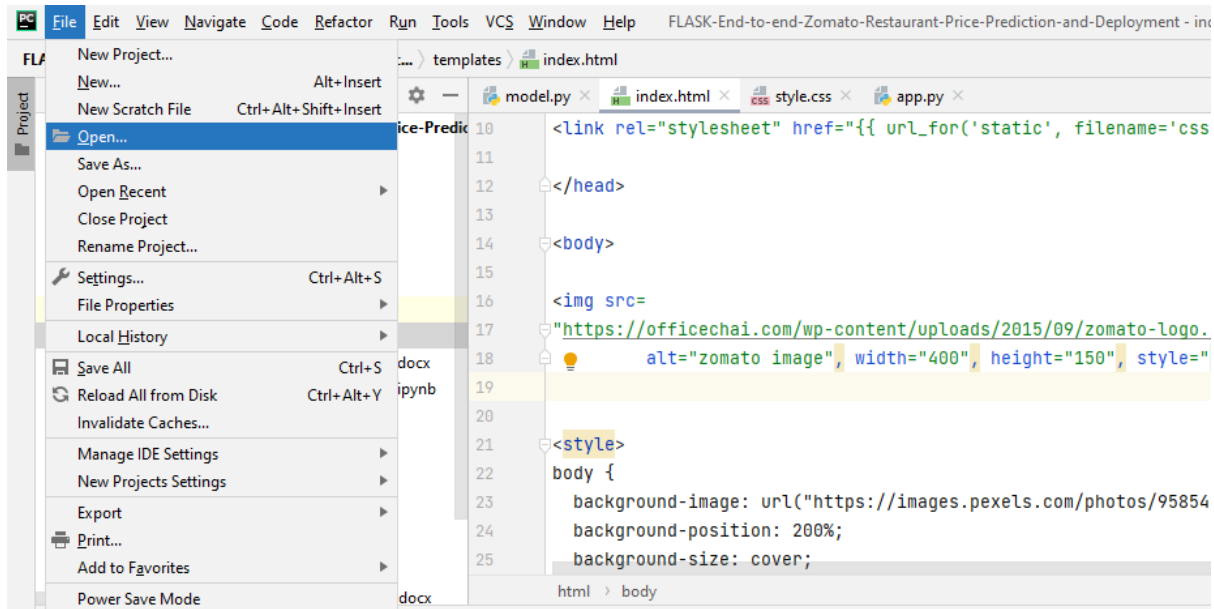 PC File Edit View Navigate Code Refactor Run Tools VCS Window Help FLASK-End-to-end-Zomato-Restaurant-Price-Prediction-and-Deployment - inc
FLA
... 〉 templates 〉 index.html
Project
New Project...
New... Alt+Insert
New Scratch File Ctrl+Alt+Shift+Insert
Open...
Save As...
Open Recent
Close Project
Rename Project...
Settings... Ctrl+Alt+S
File Properties
Local History
Save All Ctrl+S
Reload All from Disk Ctrl+Alt+Y
Invalidate Caches...
Manage IDE Settings
New Projects Settings
Export
Print...
Add to Favorites
Power Save Mode
ice-Predic
docx
ipynb
docx
model.py × index.html × style.css × app.py ×
10 <link rel="stylesheet" href="{{ url_for('static', filename='css
11
12 </head>
13
14 <body>
15
16 <img src=
17 "https://officechai.com/wp-content/uploads/2015/09/zomato-logo.
18 alt="zomato image", width="400", height="150", style="
19
20
21 <style>
22 body {
23 background-image: url("https://images.pexels.com/photos/95854
24 background-position: 200%;
25 background-size: cover;
html › body